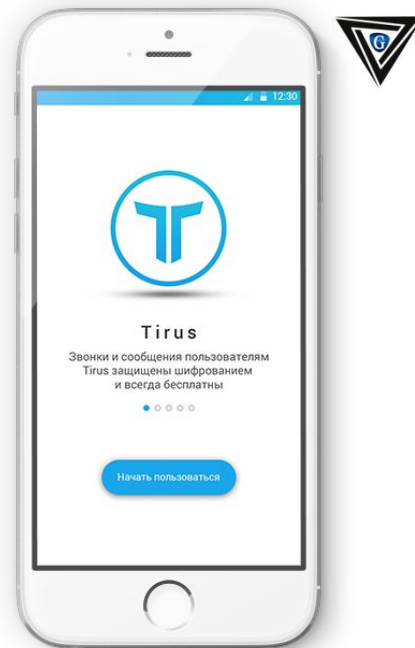 G
12:30
Tirus
Звонки и сообщения пользователям
Tirus защищены шифрованием
и всегда бесплатны
Начать пользоваться